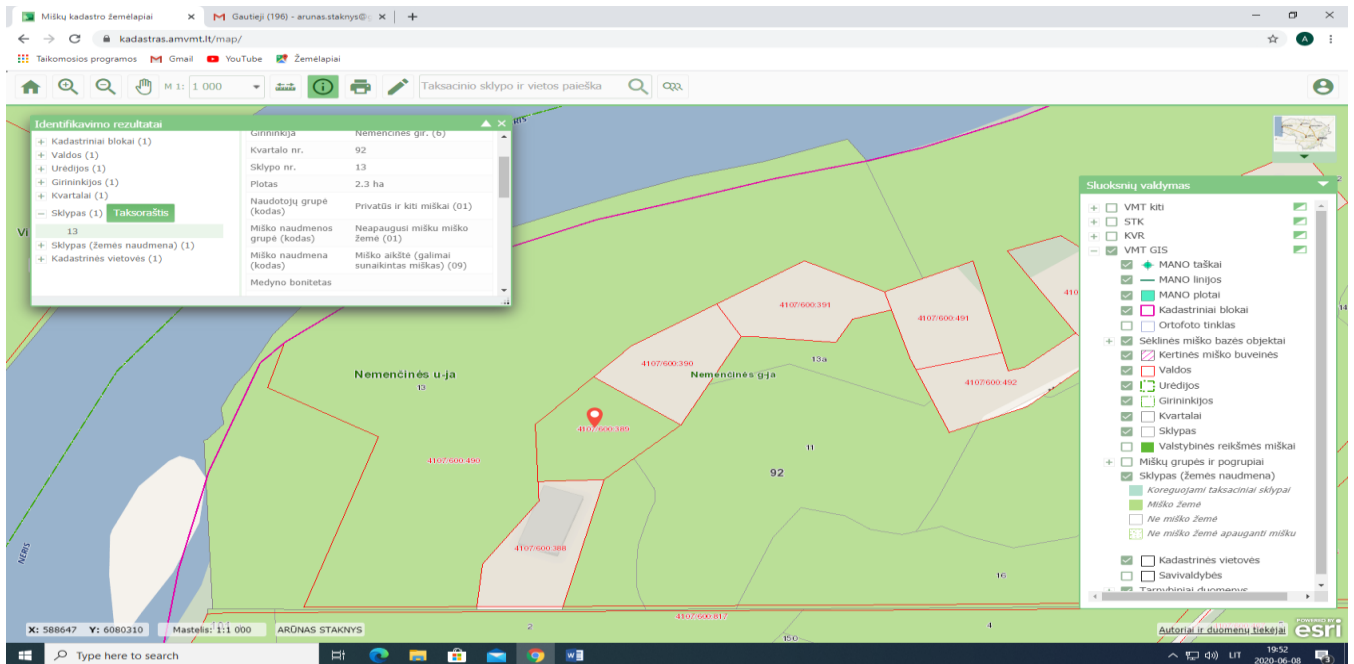 Miškų kadastro žemėlapiai
Gautieji (196) - arunas.staknys@g
kadastras.amvmt.lt/map/
A
Taikomosios programos
Gmail
YouTube
Žemėlapiai
M 1: 1 000
Taksacinio sklypo ir vietos paieška
Identifikavimo rezultatai
Kadastriniai blokai (1)
Valdos (1)
Urėdijos (1)
Girininkijos (1)
Kvartalai (1)
Sklypas (1) Taksoraštis
13
Sklypas (žemės naudmena) (1)
Kadastrinės vietovės (1)
Girininkija Nemenčinės gir. (6)
Kvartalo nr. 92
Sklypo nr. 13
Plotas 2.3 ha
Naudotojų grupė (kodas) Privatūs ir kiti miškai (01)
Miško naudmenos grupė (kodas) Neapaugusi mišku miško žemė (01)
Miško naudmena (kodas) Miško aikštė (galimai sunaikintas miškas) (09)
Medyno bonitetas
Sluoksnių valdymas
VMT kiti
STK
KVR
VMT GIS
MANO taškai
MANO linijos
MANO plotai
Kadastriniai blokai
Ortofoto tinklas
Sėklinės miško bazės objektai
Kertinės miško buveinės
Valdos
Urėdijos
Girininkijos
Kvartalai
Sklypas
Valstybinės reikšmės miškai
Miškų grupės ir pogrupiai
Sklypas (žemės naudmena)
Koreguojami taksaciniai sklypai
Miško žemė
Ne miško žemė
Ne miško žemė apauganti mišku
Kadastrinės vietovės
Savivaldybės
Tarnybiniai duomenys
4107/600:391
4107/600:491
4107/600:390
13a
Nemenčinės u-ja
13
Nemenčinės g-ja
4107/600:492
4107/600:389
11
4107/600:490
92
4107/600:388
16
NERIS
4107/600:817
2
4
150
X: 588647 Y: 6080310
Mastelis: 1:1 000
ARŪNAS STAKNYS
Autoriai ir duomenų tiekėjai
POWERED BY
esri
Type here to search
LIT
19:52
2020-06-08